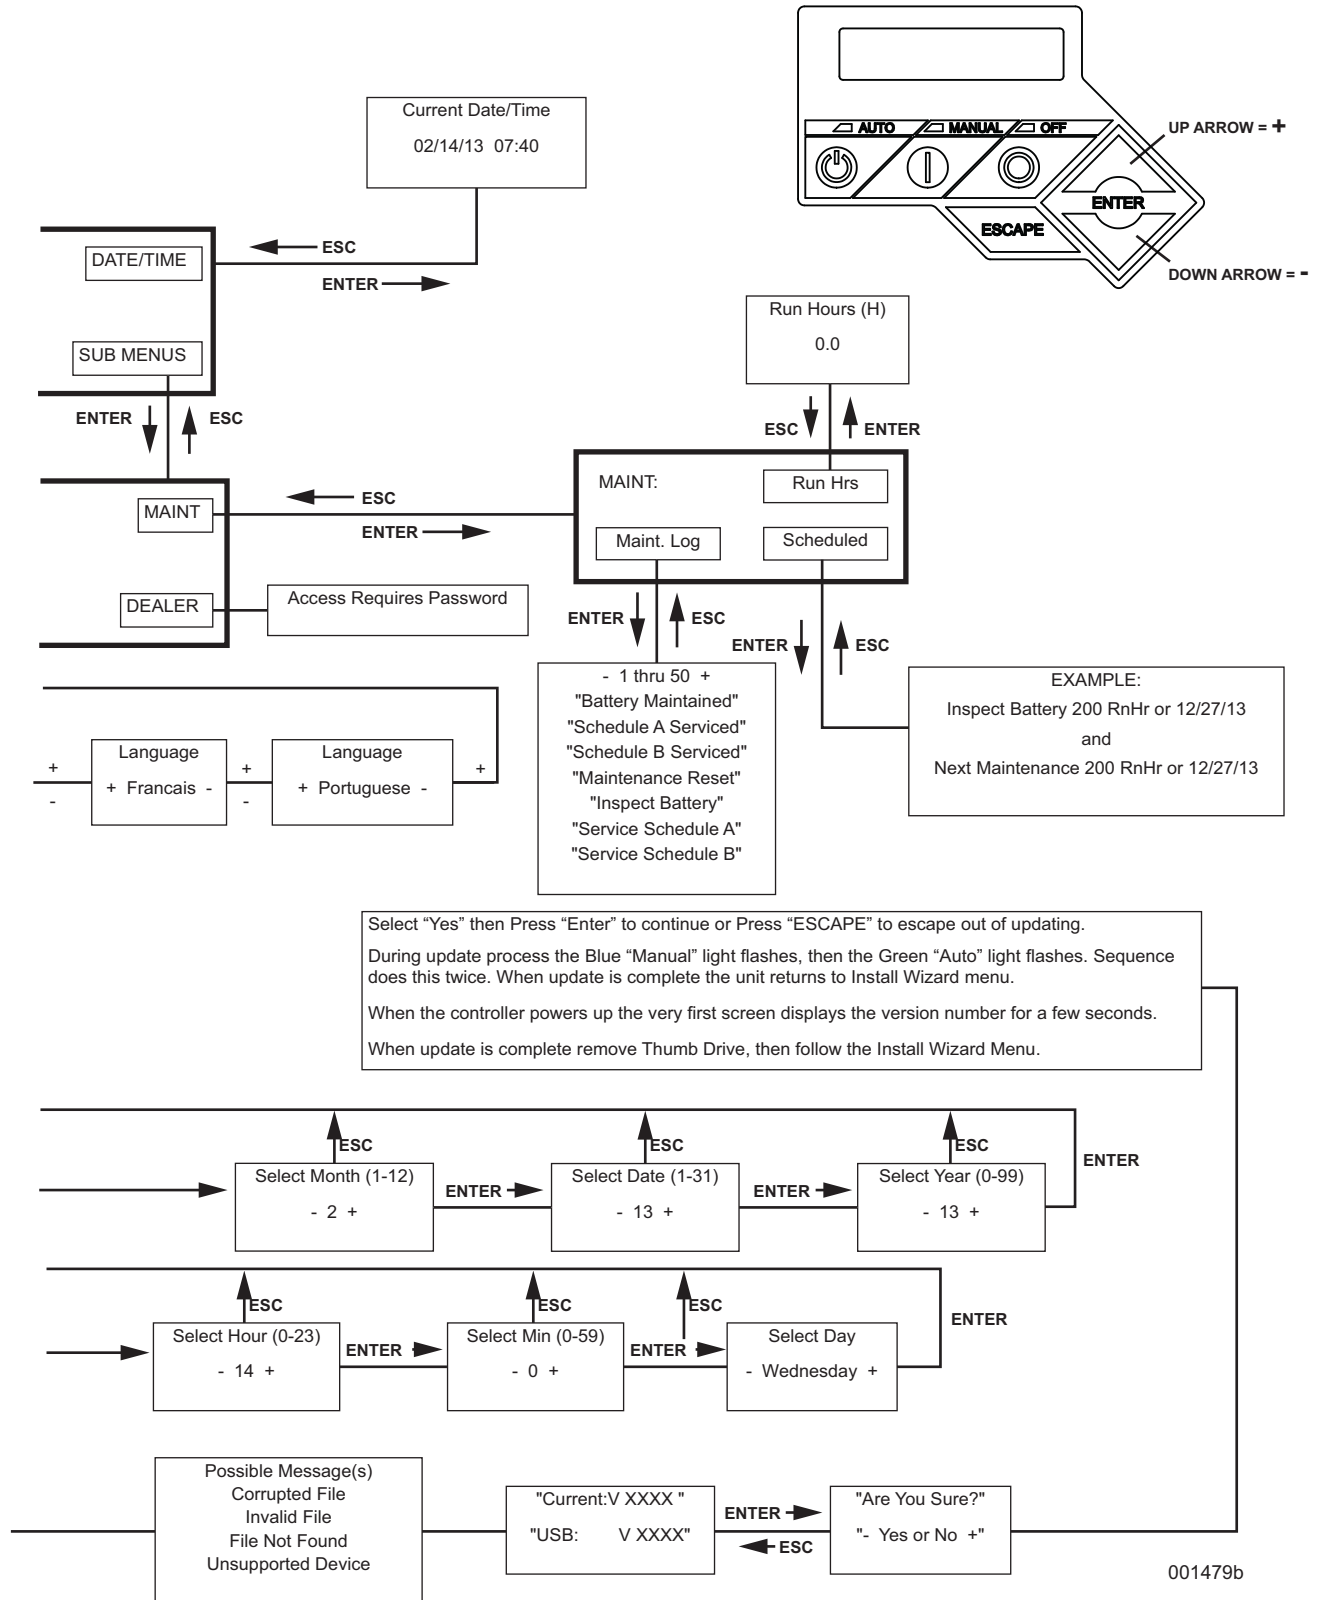 Current Date/Time
02/14/13 07:40
AUTO
MANUAL
OFF
UP ARROW = +
ENTER
ESCAPE
DOWN ARROW = -
DATE/TIME
ESC
ENTER
SUB MENUS
ENTER
ESC
Run Hours (H)
0.0
ESC
ENTER
MAINT
ESC
ENTER
MAINT:
Run Hrs
Maint. Log
Scheduled
DEALER
Access Requires Password
ENTER
ESC
ENTER
ESC
- 1 thru 50 +
"Battery Maintained"
"Schedule A Serviced"
"Schedule B Serviced"
"Maintenance Reset"
"Inspect Battery"
"Service Schedule A"
"Service Schedule B"
EXAMPLE:
Inspect Battery 200 RnHr or 12/27/13
and
Next Maintenance 200 RnHr or 12/27/13
+
-
Language
+ Francais -
+
-
Language
+ Portuguese -
+
Select “Yes” then Press “Enter” to continue or Press “ESCAPE” to escape out of updating.
During update process the Blue “Manual” light flashes, then the Green “Auto” light flashes. Sequence
does this twice. When update is complete the unit returns to Install Wizard menu.
When the controller powers up the very first screen displays the version number for a few seconds.
When update is complete remove Thumb Drive, then follow the Install Wizard Menu.
ESC
ESC
ESC
Select Month (1-12)
- 2 +
ENTER
Select Date (1-31)
- 13 +
ENTER
Select Year (0-99)
- 13 +
ENTER
ESC
ESC
ESC
Select Hour (0-23)
- 14 +
ENTER
Select Min (0-59)
- 0 +
ENTER
Select Day
- Wednesday +
ENTER
Possible Message(s)
Corrupted File
Invalid File
File Not Found
Unsupported Device
"Current:V XXXX "
"USB: V XXXX"
ENTER
ESC
"Are You Sure?"
"- Yes or No +"
001479b